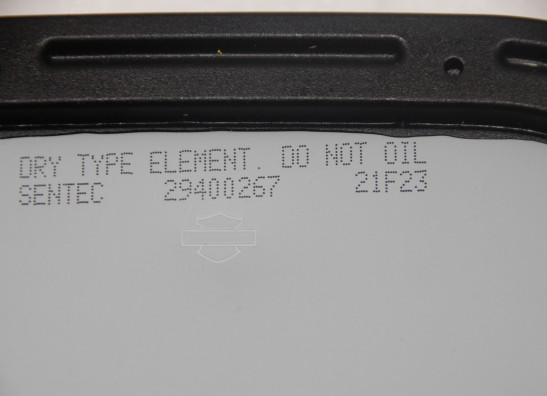 DRY TYPE ELEMENT. DO NOT OIL
SENTEC 29400267 21F23